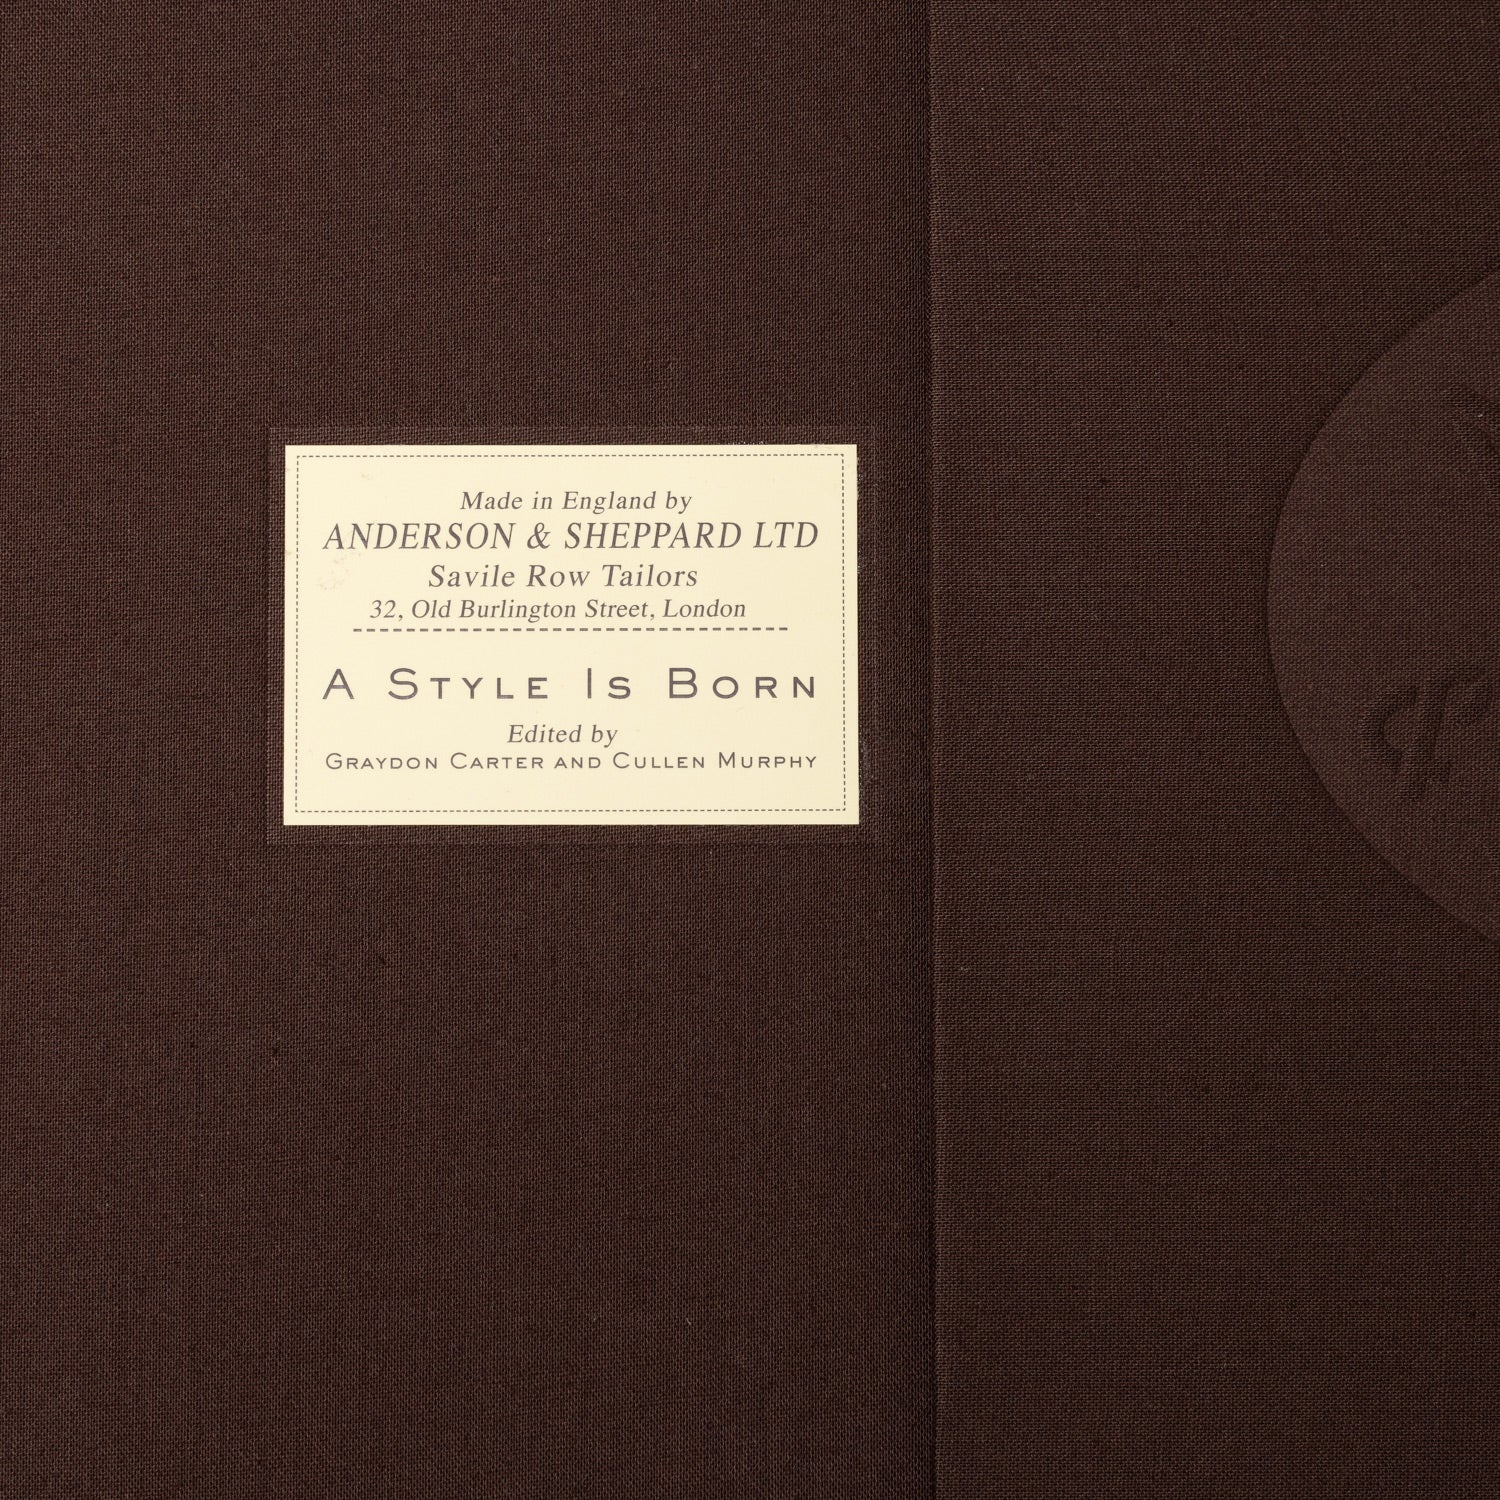 Made in England by
ANDERSON & SHEPPARD LTD
Savile Row Tailors
32, Old Burlington Street, London
A STYLE IS BORN
Edited by
GRAYDON CARTER AND CULLEN MURPHY